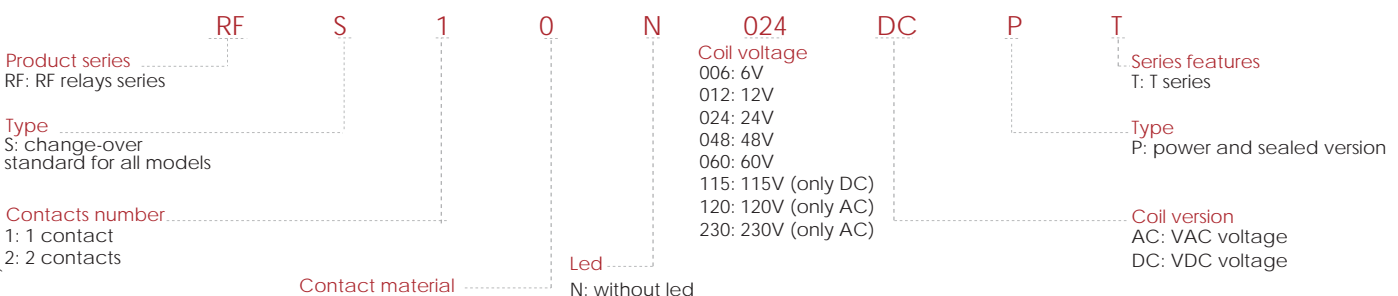 RF S 1 0 N 024 DC P T
Product series
RF: RF relays series
Type
S: change-over
standard for all models
Contacts number
1: 1 contact
2: 2 contacts
Contact material
Led
N: without led
Coil voltage
006: 6V
012: 12V
024: 24V
048: 48V
060: 60V
115: 115V (only DC)
120: 120V (only AC)
230: 230V (only AC)
Series features
T: T series
Type
P: power and sealed version
Coil version
AC: VAC voltage
DC: VDC voltage